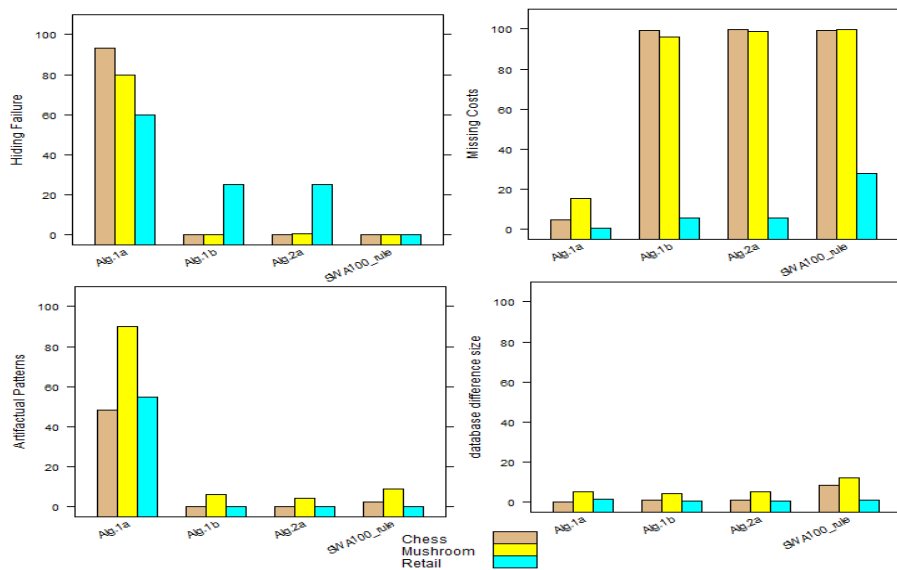 Hiding Failure
100
80
60
40
20
0
Alg.1a
Alg.1b
Alg.2a
SWA100_rule
Missing Costs
100
80
60
40
20
0
Alg.1a
Alg.1b
Alg.2a
SWA100_rule
Artifactual Patterns
100
80
60
40
20
0
Alg.1a
Alg.1b
Alg.2a
SWA100_rule
database difference size
100
80
60
40
20
0
Alg.1a
Alg.1b
Alg.2a
SWA100_rule
Chess
Mushroom
Retail